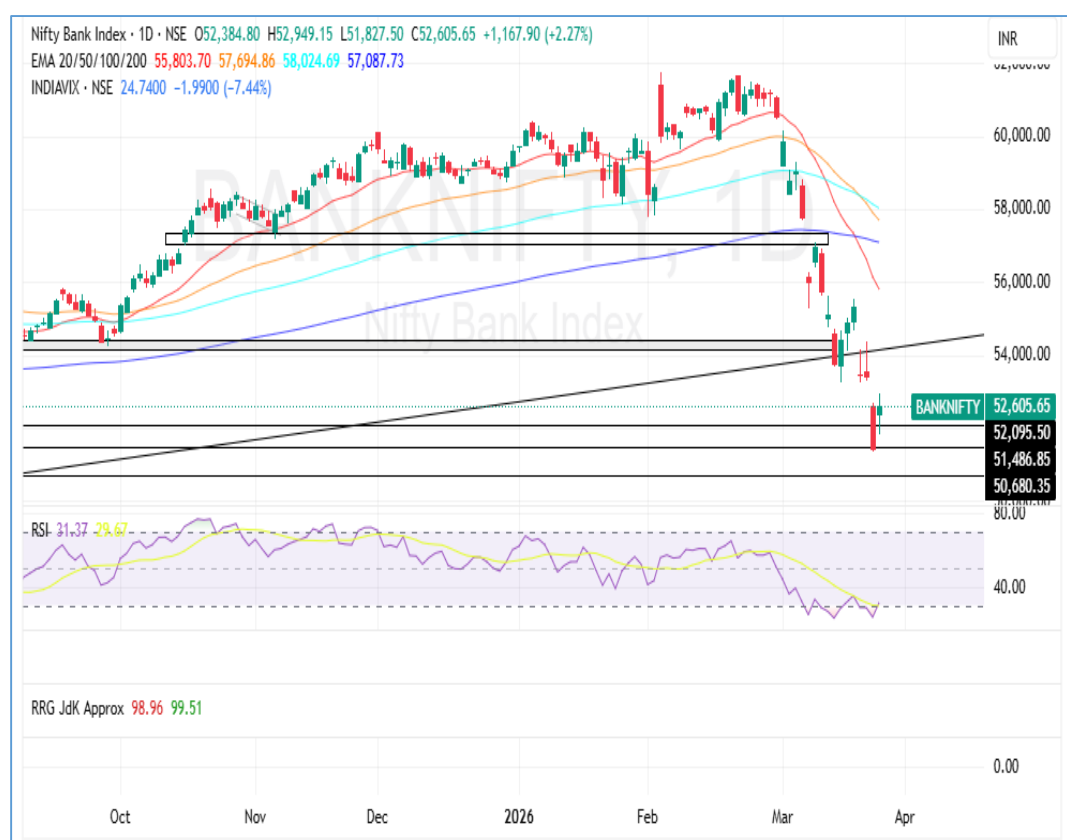 Nifty Bank Index · 1D · NSE O52,384.80 H52,949.15 L51,827.50 C52,605.65 +1,167.90 (+2.27%)
INR
EMA 20/50/100/200 55,803.70 57,694.86 58,024.69 57,087.73
INDIAVIX · NSE 24.7400 −1.9900 (−7.44%)
60,000.00
BANKNIFTY, 1D
58,000.00
56,000.00
Nifty Bank Index
54,000.00
BANKNIFTY 52,605.65
52,095.50
51,486.85
50,680.35
80.00
RSI 31.37 29.67
40.00
RRG JdK Approx 98.96 99.51
0.00
Oct Nov Dec 2026 Feb Mar Apr